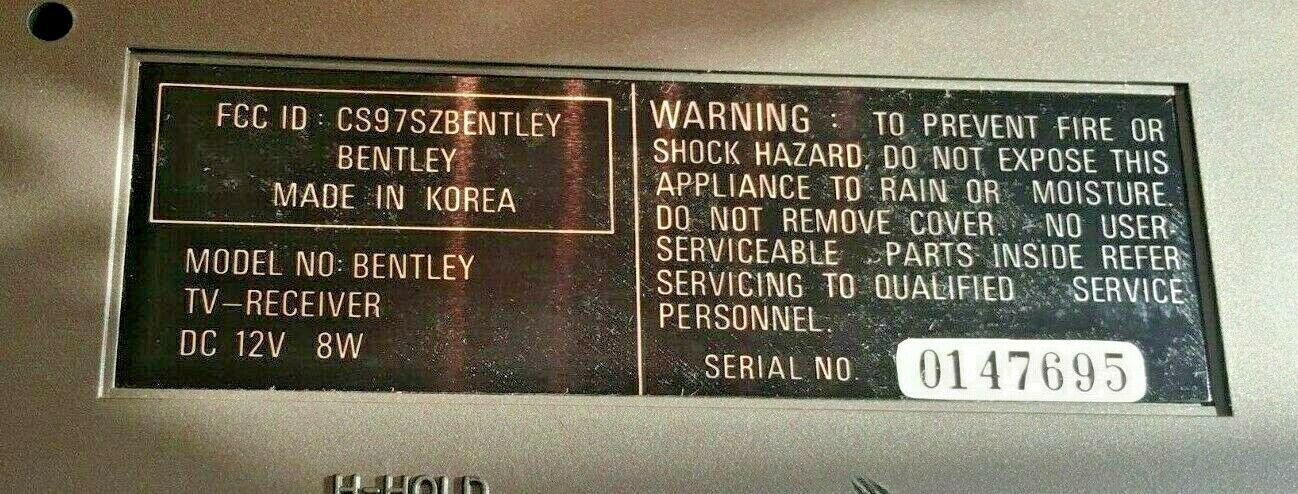 FCC ID : CS97SZBENTLEY
BENTLEY
MADE IN KOREA
MODEL NO: BENTLEY
TV-RECEIVER
DC 12V 8W
WARNING : TO PREVENT FIRE OR
SHOCK HAZARD, DO NOT EXPOSE THIS
APPLIANCE TO RAIN OR MOISTURE.
DO NOT REMOVE COVER. NO USER-
SERVICEABLE PARTS INSIDE REFER
SERVICING TO QUALIFIED SERVICE
PERSONNEL.
SERIAL NO. 0147695
H-HOLD